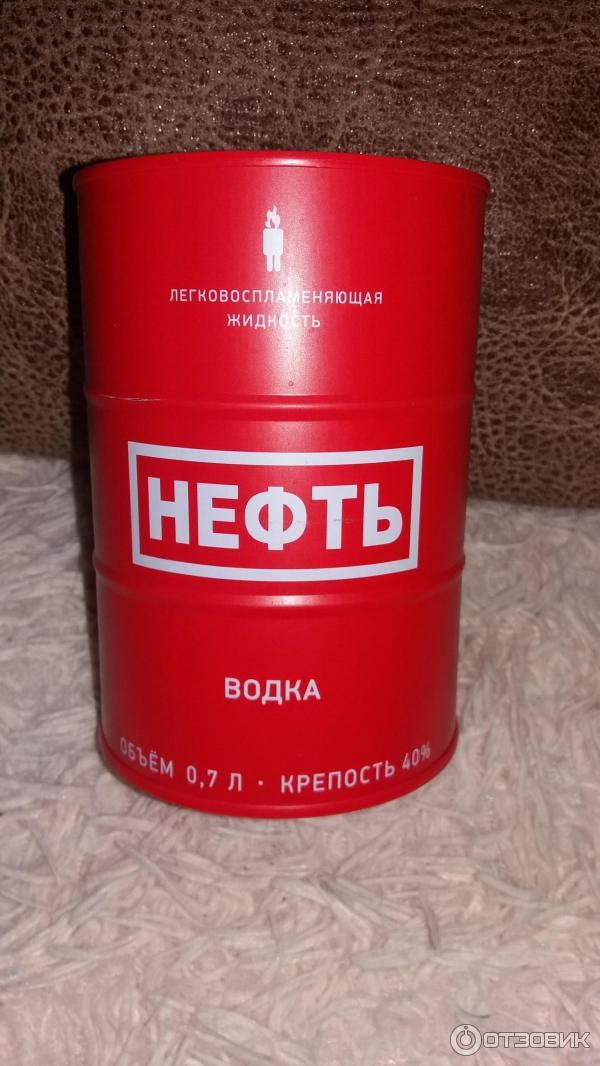 ЛЕГКОВОСПЛАМЕНЯЮЩАЯ
ЖИДКОСТЬ
НЕФТЬ
ВОДКА
ОБЪЁМ 0,7 Л · КРЕПОСТЬ 40%
ОТЗОВИК